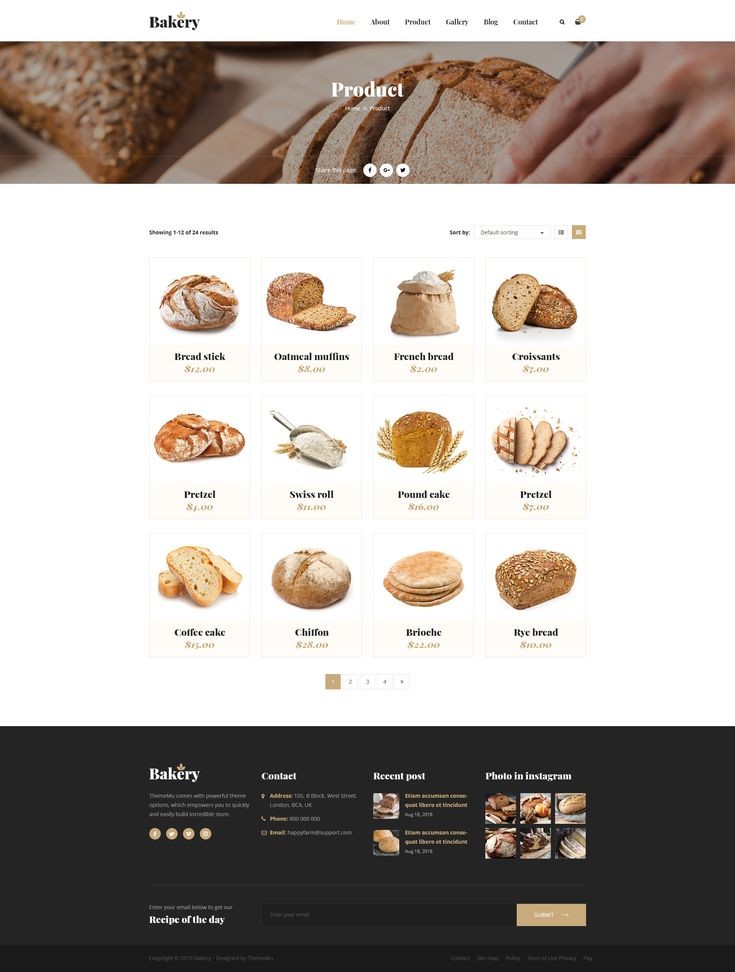 Bakery
Home About Product Gallery Blog Contact
Product
Home \\ Product
Share this page:
Showing 1-12 of 24 results
Sort by: Default sorting
Bread stick
$12.00
Oatmeal muffins
$8.00
French bread
$2.00
Croissants
$7.00
Pretzel
$4.00
Swiss roll
$11.00
Pound cake
$16.00
Pretzel
$7.00
Coffee cake
$15.00
Chiffon
$28.00
Brioche
$22.00
Rye bread
$10.00
1 2 3 4 »
Bakery
ThemeMu comes with powerful theme
options, which empowers you to quickly
and easily build incredible store.
Contact
Address: 105, B Block, West Street,
London, BCA, UK
Phone: 800 000 000
Email: happyfarm@support.com
Recent post
Etiam accumsan conse-
quat libero et tincidunt
Aug 18, 2018
Etiam accumsan conse-
quat libero et tincidunt
Aug 18, 2018
Photo in instagram
Enter your email below to get our
Recipe of the day
Enter your email
SUBMIT
Copyright © 2019 Bakery - Designed by ThemeMu
Contact Site map Policy Term of Use Privacy Pay